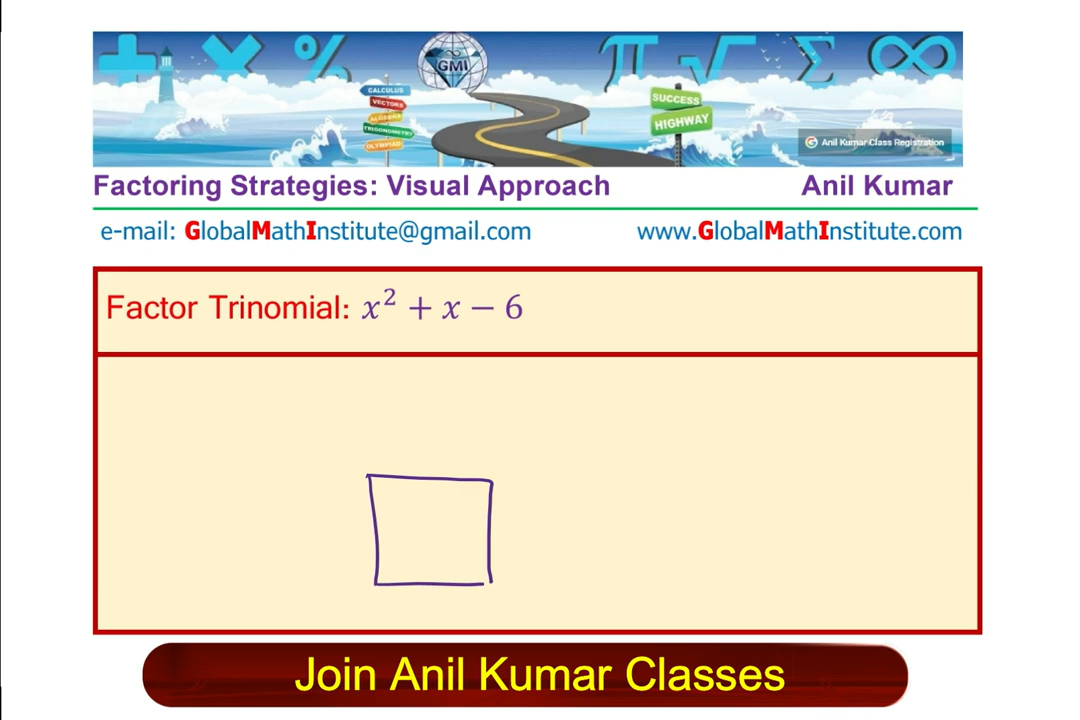 GMI
CALCULUS
VECTORS
ALGEBRA
TRIGONOMETRY
OLYMPIAD
SUCCESS
HIGHWAY
Anil Kumar Class Registration
Factoring Strategies: Visual Approach Anil Kumar
e-mail: GlobalMathInstitute@gmail.com www.GlobalMathInstitute.com
Factor Trinomial: x² + x − 6
Join Anil Kumar Classes